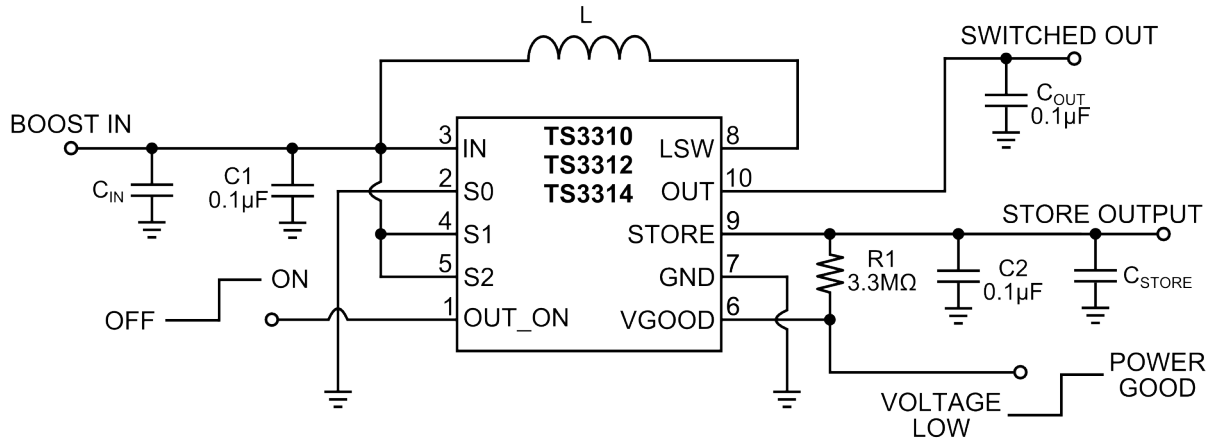 L
SWITCHED OUT
C_OUT
0.1µF
BOOST IN
C_IN
C1
0.1µF
TS3310
TS3312
TS3314
3
IN
2
S0
4
S1
5
S2
1
OUT_ON
8
LSW
10
OUT
9
STORE
7
GND
6
VGOOD
STORE OUTPUT
R1
3.3MΩ
C2
0.1µF
C_STORE
ON
OFF
POWER
GOOD
VOLTAGE
LOW